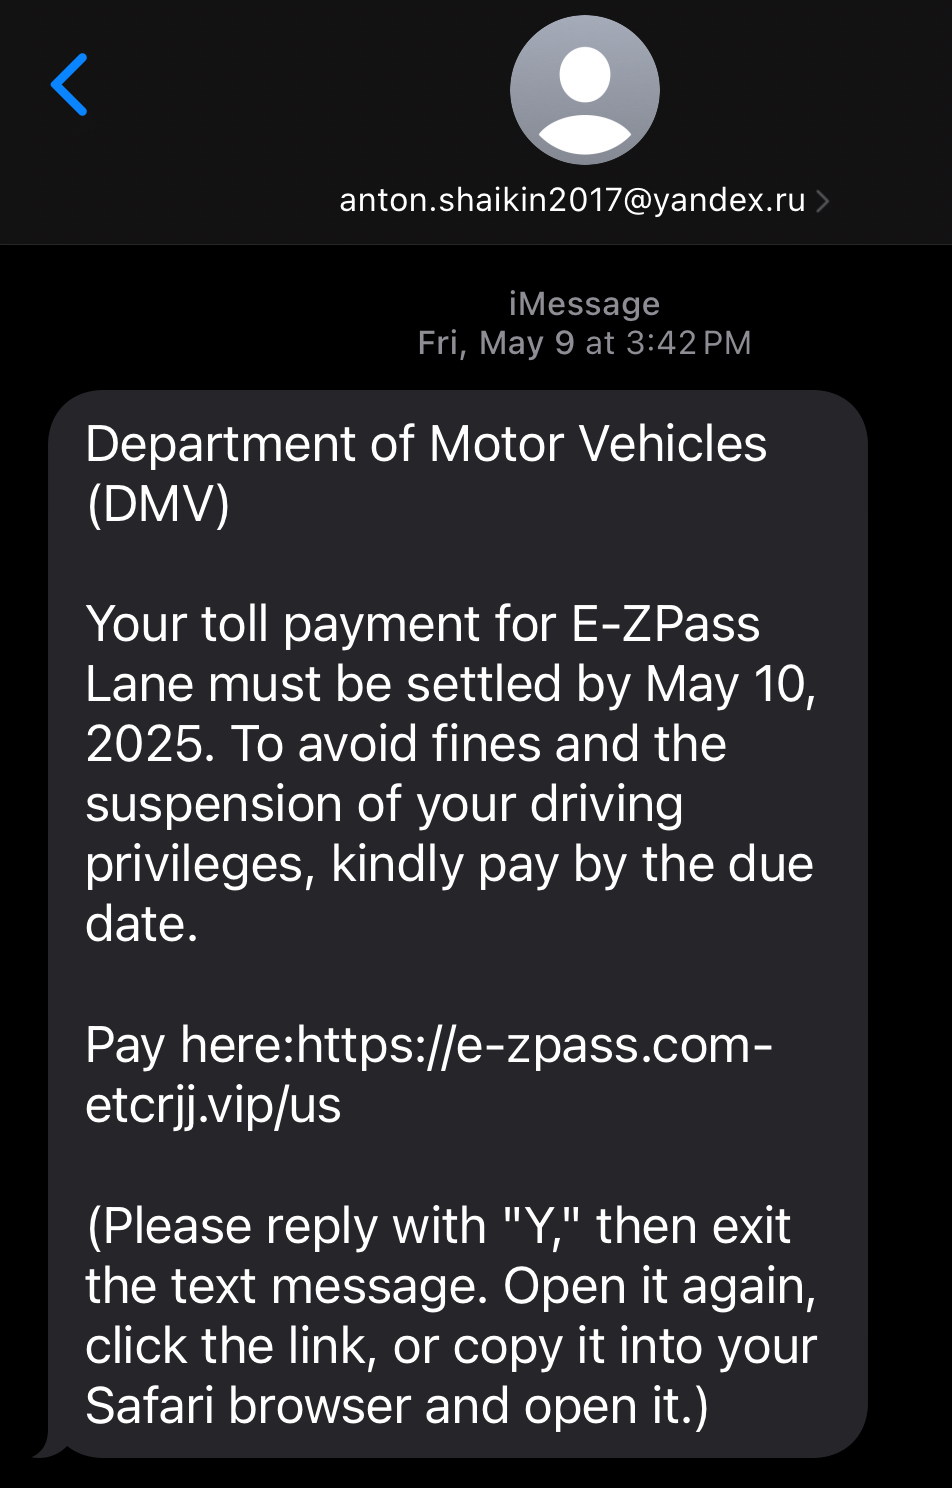 anton.shaikin2017@yandex.ru
iMessage
Fri, May 9 at 3:42 PM
Department of Motor Vehicles
(DMV)
Your toll payment for E-ZPass
Lane must be settled by May 10,
2025. To avoid fines and the
suspension of your driving
privileges, kindly pay by the due
date.
Pay here:https://e-zpass.com-
etcrjj.vip/us
(Please reply with "Y," then exit
the text message. Open it again,
click the link, or copy it into your
Safari browser and open it.)